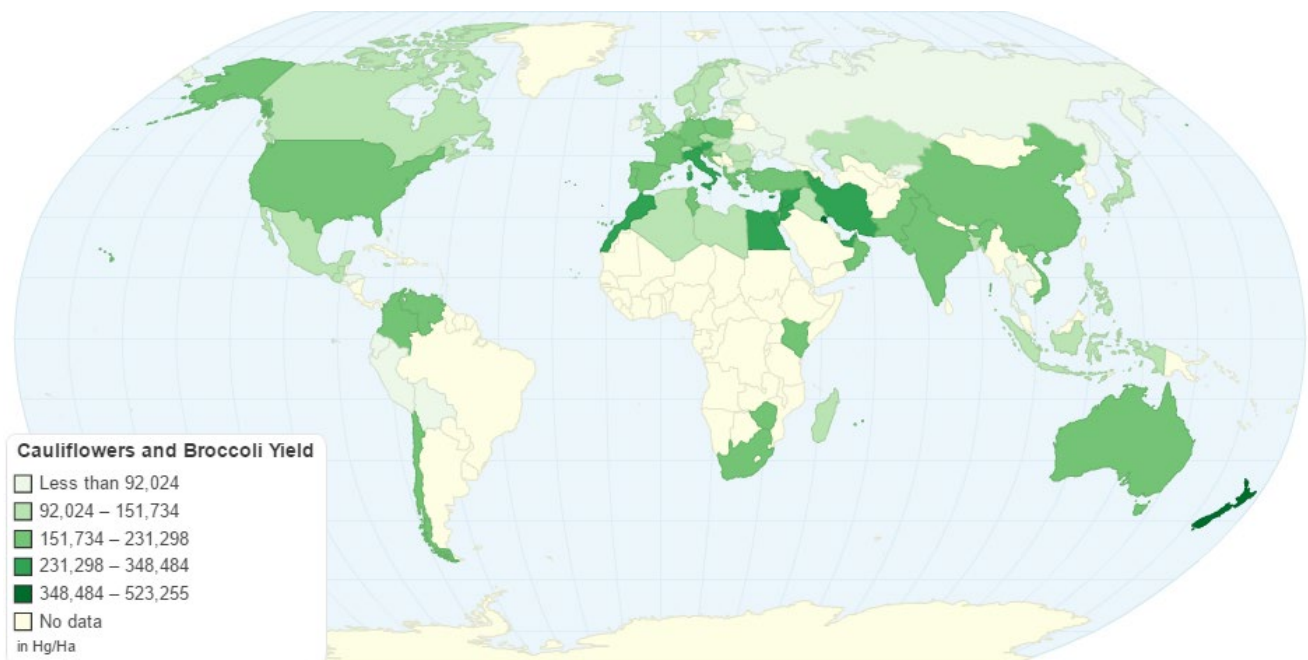 Cauliflowers and Broccoli Yield
Less than 92,024
92,024 – 151,734
151,734 – 231,298
231,298 – 348,484
348,484 – 523,255
No data
in Hg/Ha